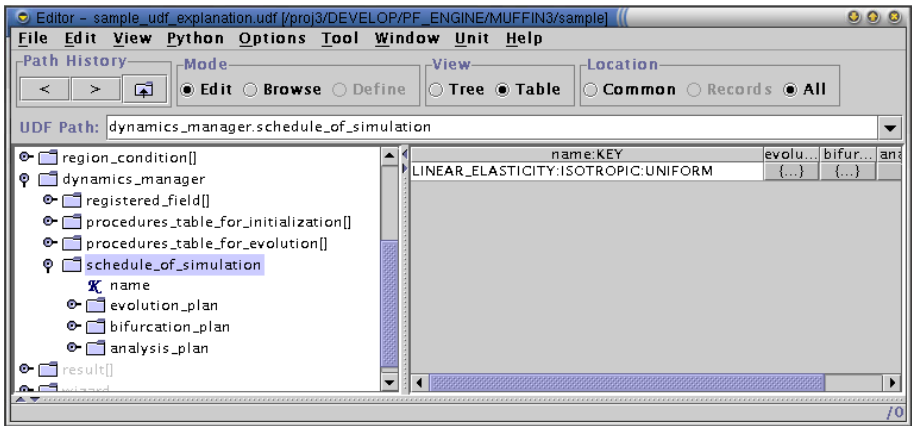 Editor – sample_udf_explanation.udf [/proj3/DEVELOP/PF_ENGINE/MUFFIN3/sample]
File Edit View Python Options Tool Window Unit Help
Path History Mode View Location
< > Edit Browse Define Tree Table Common Records All
UDF Path: dynamics_manager.schedule_of_simulation
region_condition[] name:KEY evolu... bifur... ana
dynamics_manager LINEAR_ELASTICITY:ISOTROPIC:UNIFORM {...} {...}
registered_field[]
procedures_table_for_initialization[]
procedures_table_for_evolution[]
schedule_of_simulation
K name
evolution_plan
bifurcation_plan
analysis_plan
result[]
wizard
/0